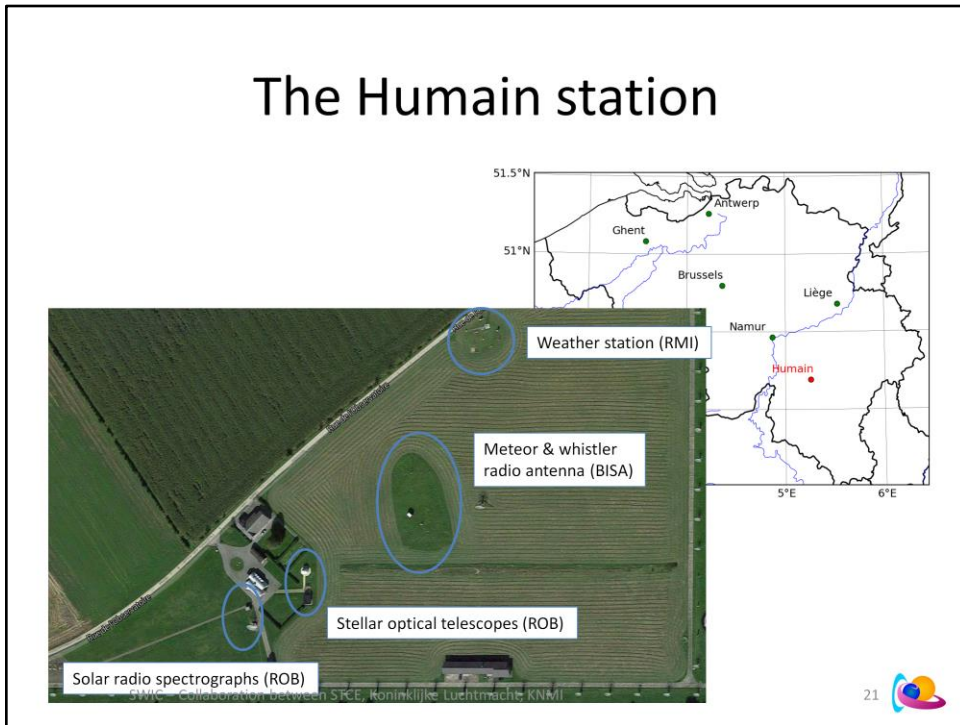 The Humain station
51.5°N
51°N
Antwerp
Ghent
Brussels
Liège
Namur
Humain
5°E
6°E
Weather station (RMI)
Meteor & whistler
radio antenna (BISA)
Stellar optical telescopes (ROB)
Solar radio spectrographs (ROB)
SWIC – Collaboration between STCE, Koninklijke Luchtmacht, KNMI
21